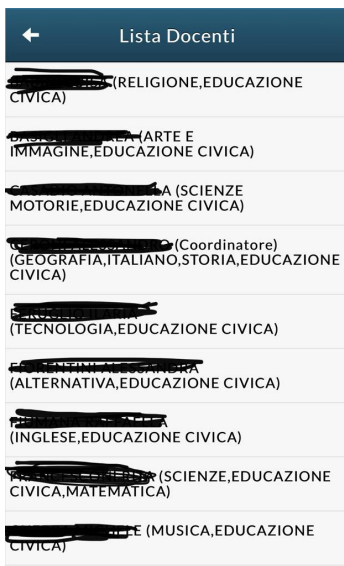 Lista Docenti
(RELIGIONE,EDUCAZIONE
CIVICA)
(ARTE E
IMMAGINE,EDUCAZIONE CIVICA)
(SCIENZE
MOTORIE,EDUCAZIONE CIVICA)
(Coordinatore)
(GEOGRAFIA,ITALIANO,STORIA,EDUCAZIONE
CIVICA)
(TECNOLOGIA,EDUCAZIONE CIVICA)
(ALTERNATIVA,EDUCAZIONE CIVICA)
(INGLESE,EDUCAZIONE CIVICA)
(SCIENZE,EDUCAZIONE
CIVICA,MATEMATICA)
(MUSICA,EDUCAZIONE
CIVICA)